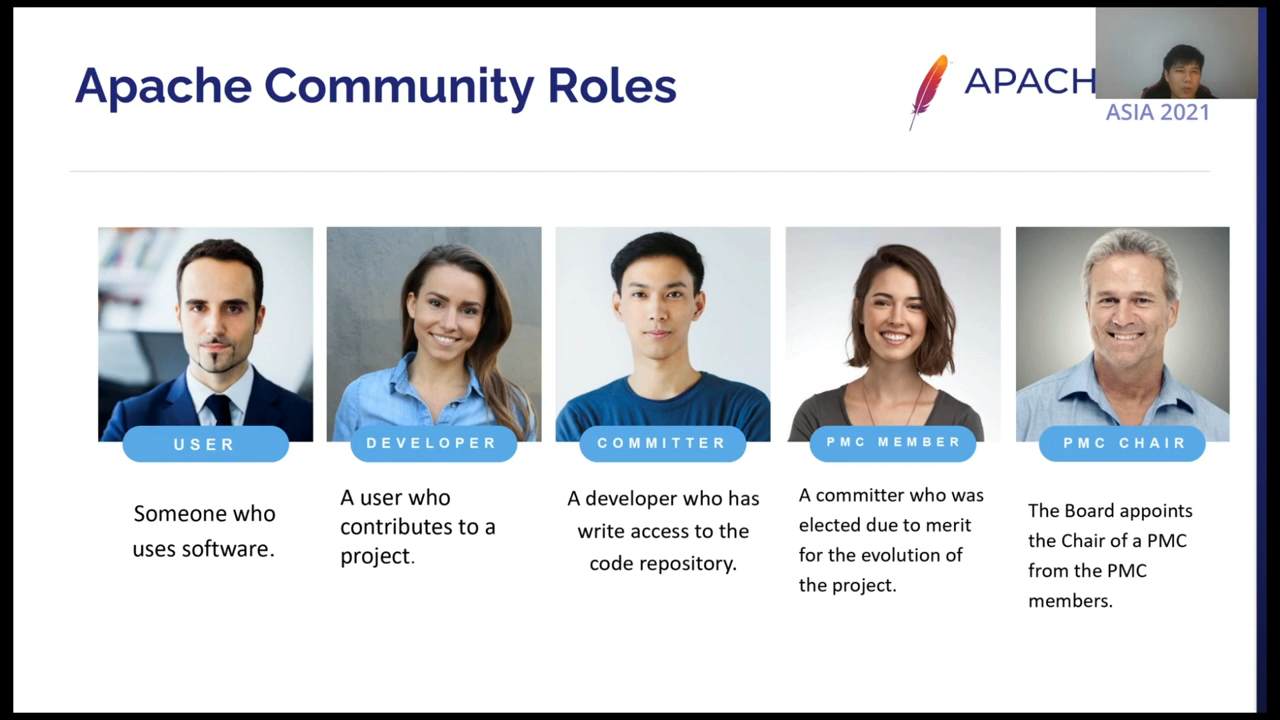 Apache Community Roles
APACH
ASIA 2021
USER
DEVELOPER
COMMITTER
PMC MEMBER
PMC CHAIR
Someone who
uses software.
A user who
contributes to a
project.
A developer who has
write access to the
code repository.
A committer who was
elected due to merit
for the evolution of
the project.
The Board appoints
the Chair of a PMC
from the PMC
members.